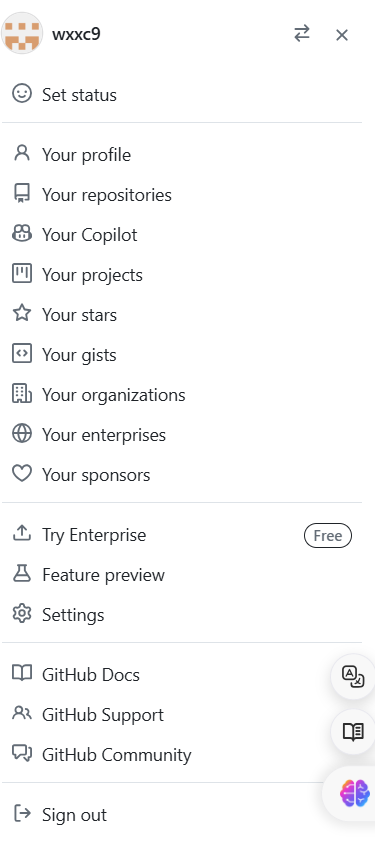 wxxc9
Set status
Your profile
Your repositories
Your Copilot
Your projects
Your stars
Your gists
Your organizations
Your enterprises
Your sponsors
Try Enterprise Free
Feature preview
Settings
GitHub Docs
GitHub Support
GitHub Community
Sign out